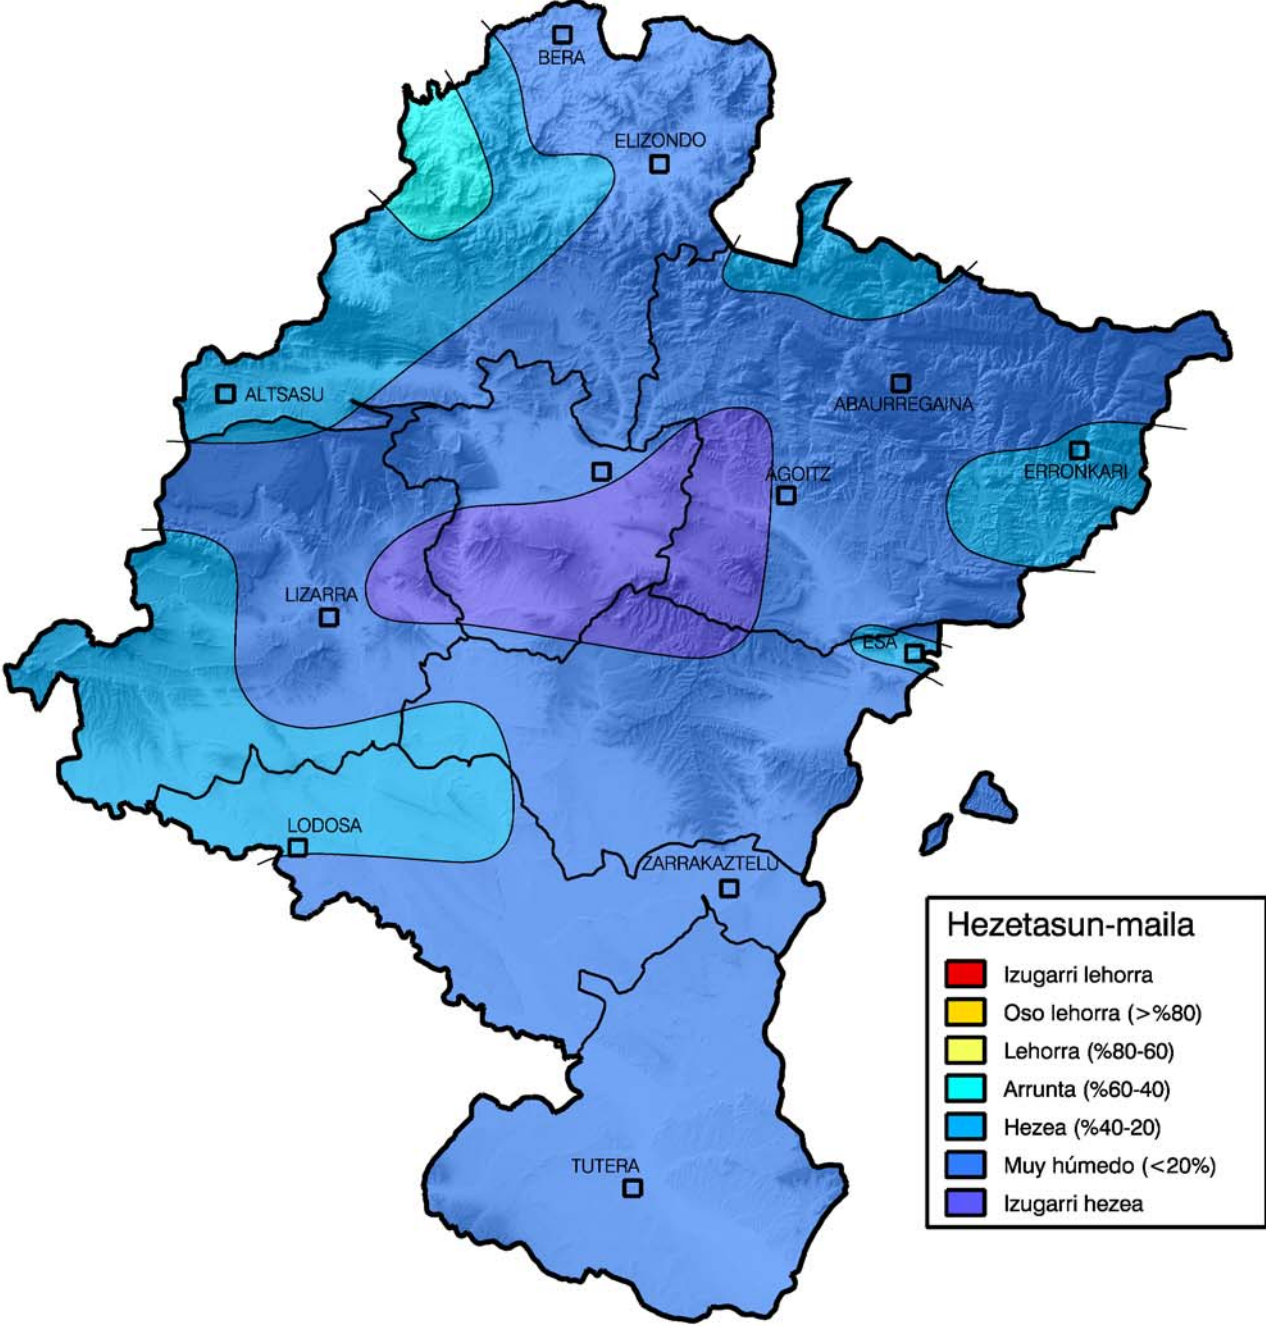 BERA
ELIZONDO
ALTSASU
ABAURREGAINA
ERRONKARI
AGOITZ
LIZARRA
ESA
LODOSA
ZARRAKAZTELU
TUTERA
Hezetasun-maila
Izugarri lehorra
Oso lehorra (>%80)
Lehorra (%80-60)
Arrunta (%60-40)
Hezea (%40-20)
Muy húmedo (<20%)
Izugarri hezea